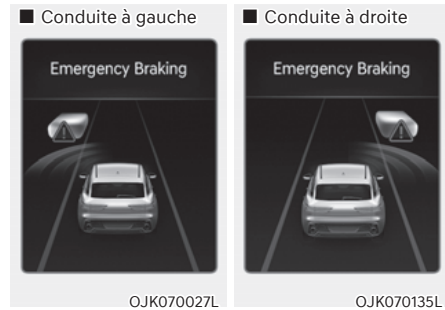 ■ Conduite à gauche
Emergency Braking
OJK070027L
■ Conduite à droite
Emergency Braking
OJK070135L